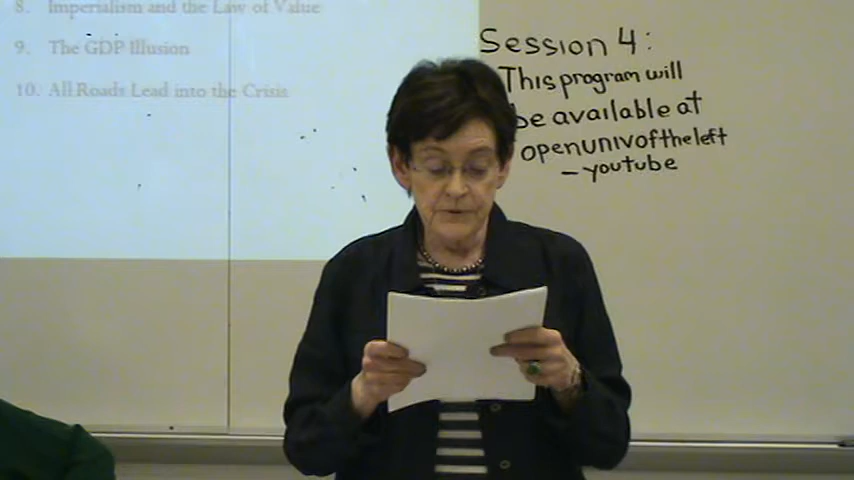 8. Imperialism and the Law of Value
9. The GDP Illusion
10. All Roads Lead into the Crisis
Session 4:
This program will
be available at
openunivoftheleft
- youtube